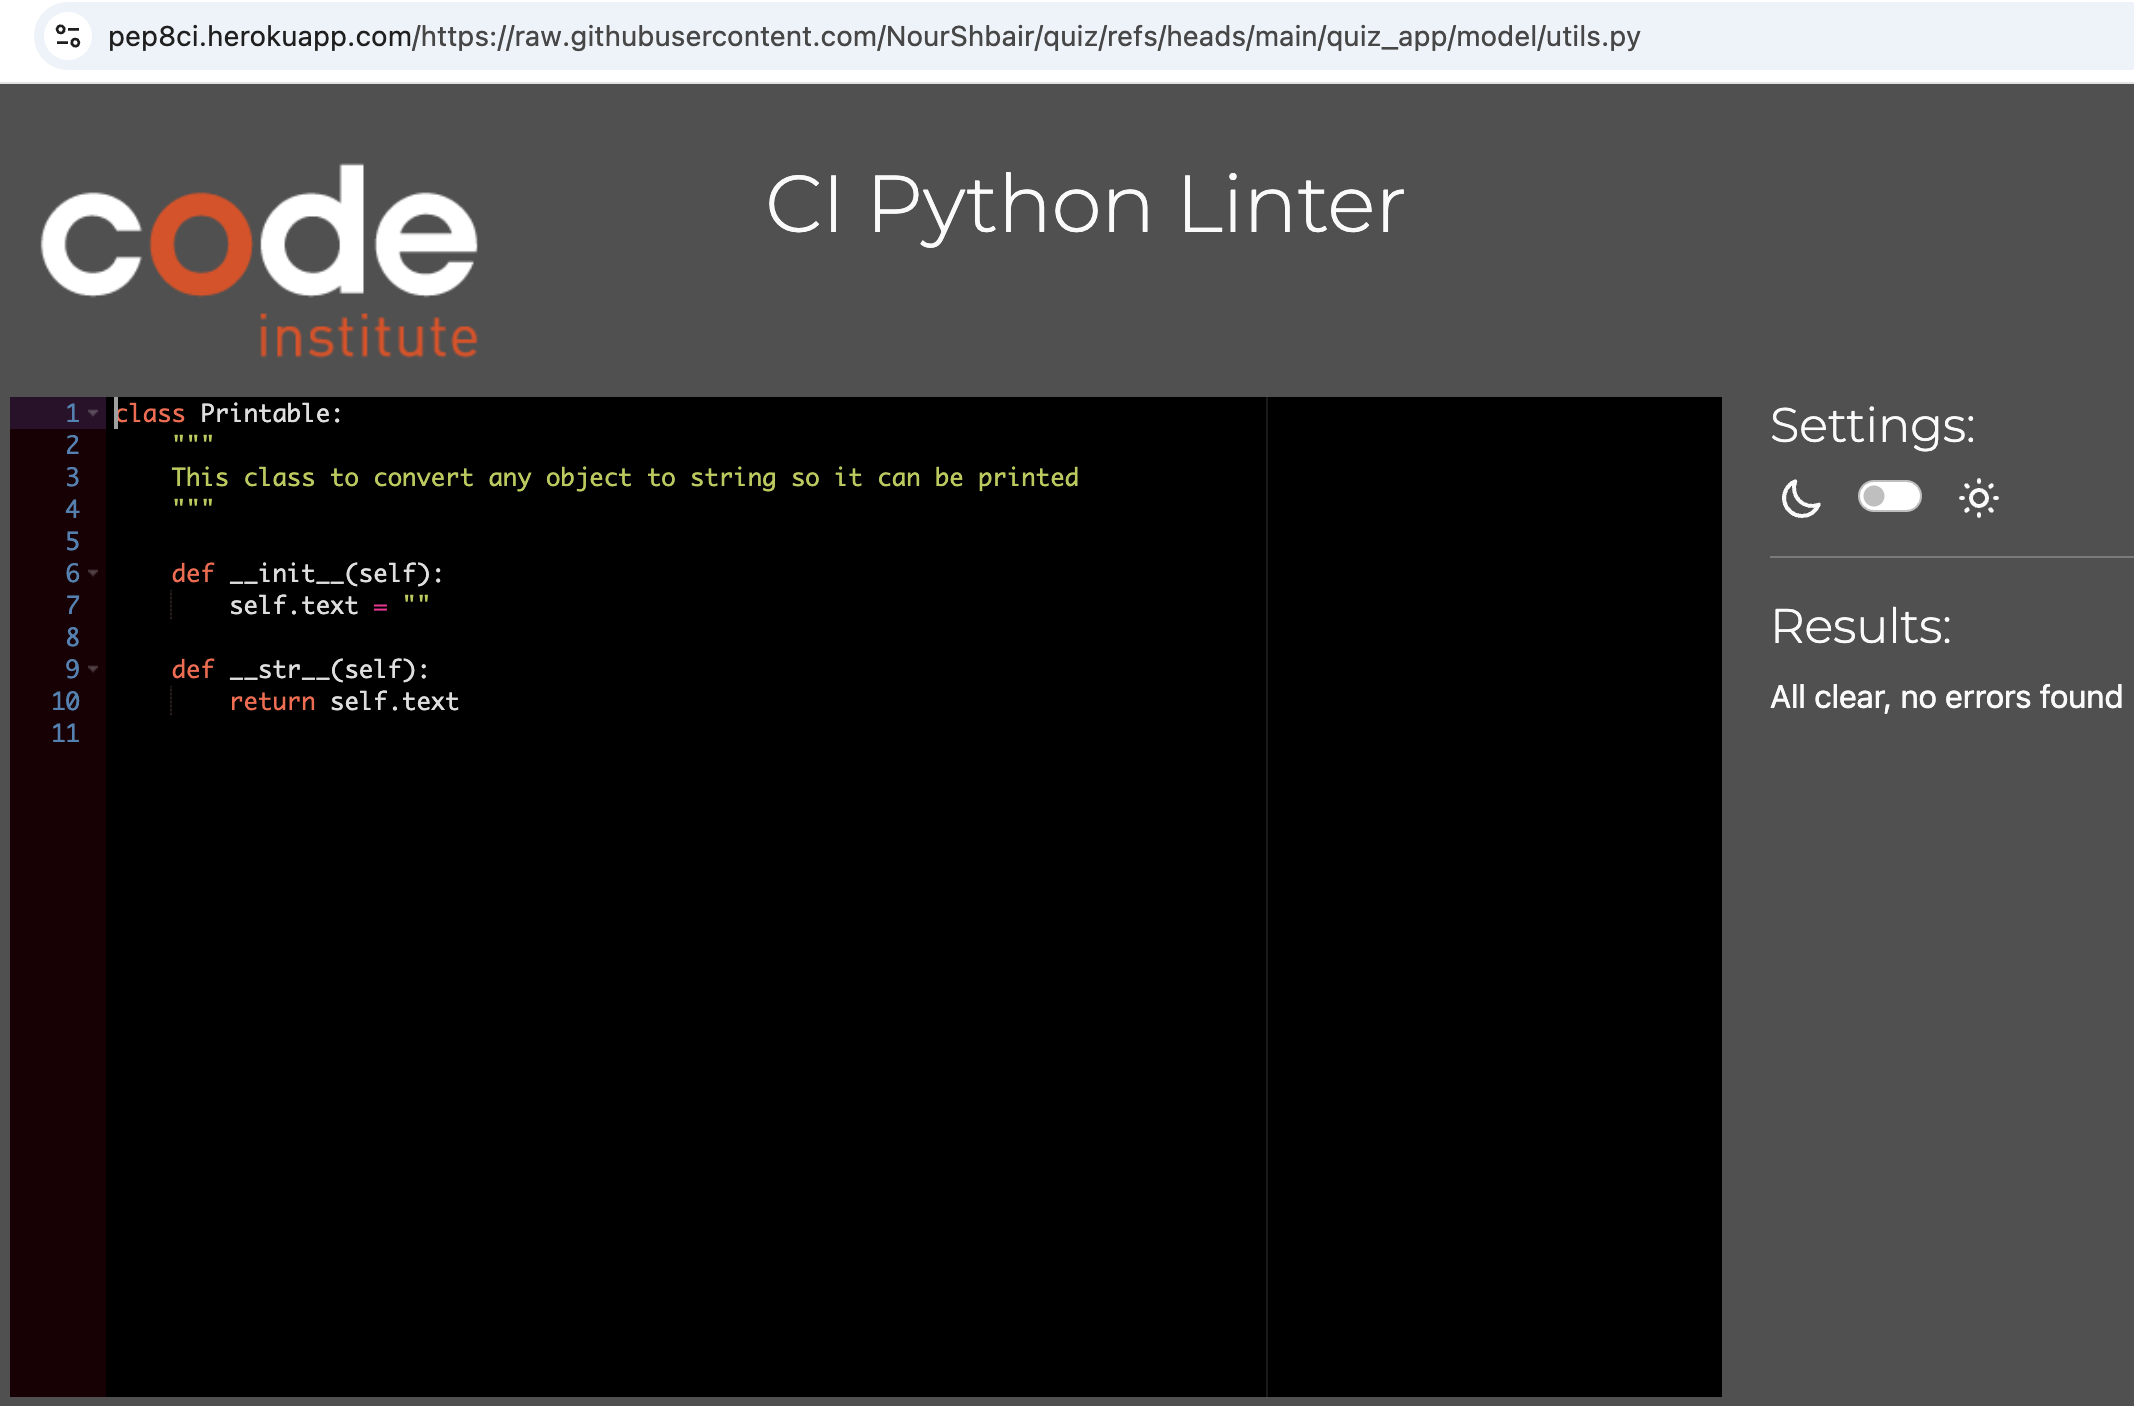 pep8ci.herokuapp.com/https://raw.githubusercontent.com/NourShbair/quiz/refs/heads/main/quiz_app/model/utils.py
code
institute
CI Python Linter
1 class Printable:
2     """
3     This class to convert any object to string so it can be printed
4     """
5
6     def __init__(self):
7         self.text = ""
8
9     def __str__(self):
10         return self.text
11
Settings:
Results:
All clear, no errors found